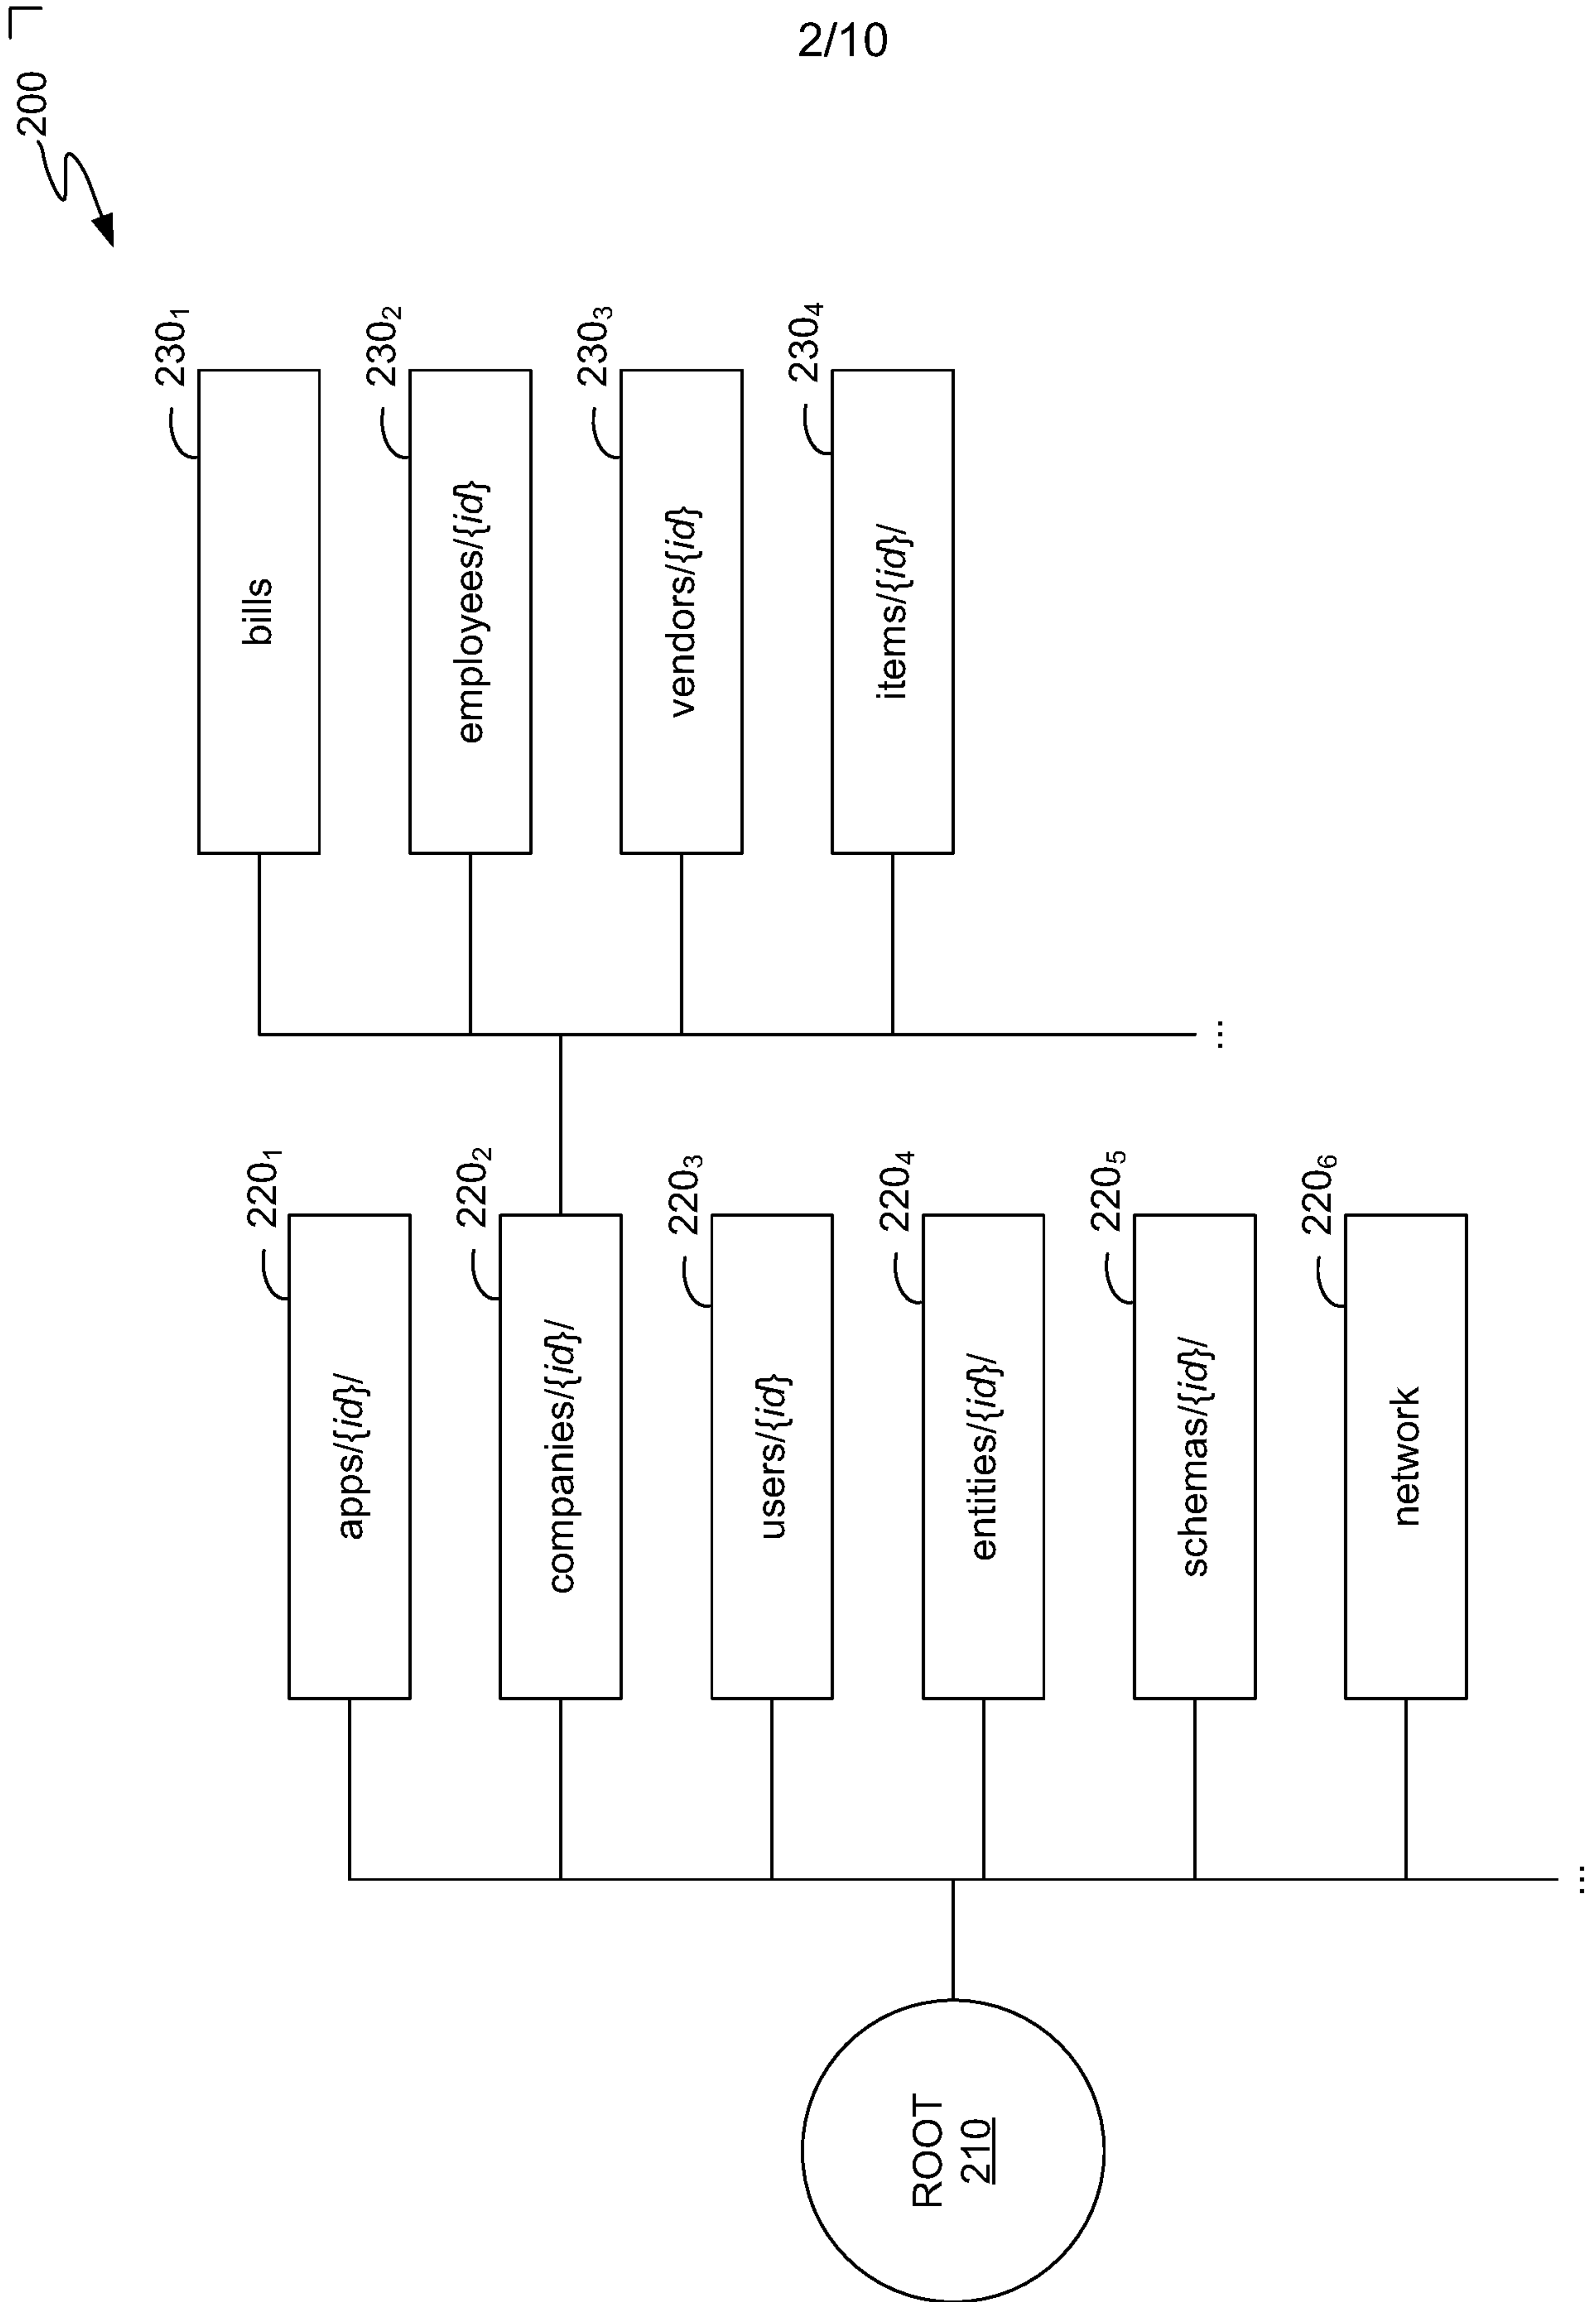 2/10
200
ROOT
210
220₁
apps/{id}/
220₂
companies/{id}/
220₃
users/{id}
220₄
entities/{id}/
220₅
schemas/{id}/
220₆
network
...
230₁
bills
230₂
employees/{id}
230₃
vendors/{id}
230₄
items/{id}/
...